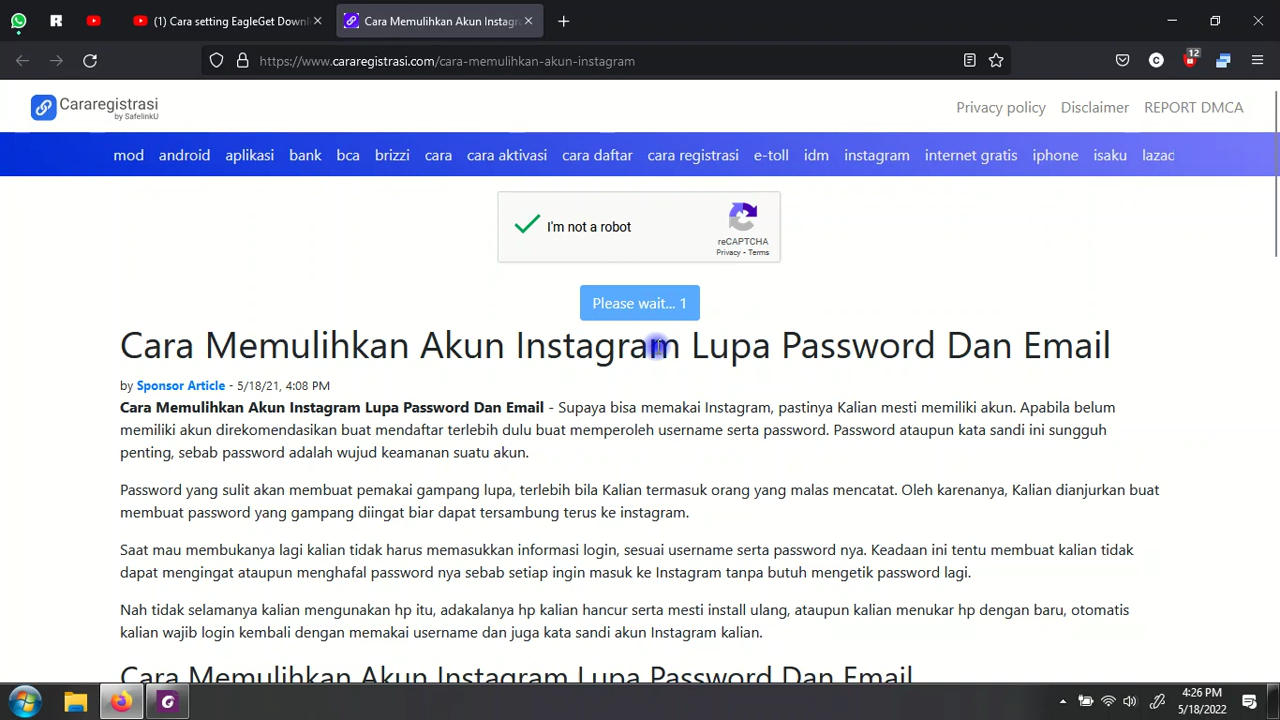 (1) Cara setting EagleGet Downl
Cara Memulihkan Akun Instagra
https://www.cararegistrasi.com/cara-memulihkan-akun-instagram
12
Cararegistrasi
by SafelinkU
Privacy policy
Disclaimer
REPORT DMCA
mod android aplikasi bank bca brizzi cara cara aktivasi cara daftar cara registrasi e-toll idm instagram internet gratis iphone isaku lazad
I'm not a robot
reCAPTCHA
Privacy - Terms
Please wait... 1
Cara Memulihkan Akun Instagram Lupa Password Dan Email
by Sponsor Article - 5/18/21, 4:08 PM
Cara Memulihkan Akun Instagram Lupa Password Dan Email - Supaya bisa memakai Instagram, pastinya Kalian mesti memiliki akun. Apabila belum
memiliki akun direkomendasikan buat mendaftar terlebih dulu buat memperoleh username serta password. Password ataupun kata sandi ini sungguh
penting, sebab password adalah wujud keamanan suatu akun.
Password yang sulit akan membuat pemakai gampang lupa, terlebih bila Kalian termasuk orang yang malas mencatat. Oleh karenanya, Kalian dianjurkan buat
membuat password yang gampang diingat biar dapat tersambung terus ke instagram.
Saat mau membukanya lagi kalian tidak harus memasukkan informasi login, sesuai username serta password nya. Keadaan ini tentu membuat kalian tidak
dapat mengingat ataupun menghafal password nya sebab setiap ingin masuk ke Instagram tanpa butuh mengetik password lagi.
Nah tidak selamanya kalian mengunakan hp itu, adakalanya hp kalian hancur serta mesti install ulang, ataupun kalian menukar hp dengan baru, otomatis
kalian wajib login kembali dengan memakai username dan juga kata sandi akun Instagram kalian.
Cara Memulihkan Akun Instagram Lupa Password Dan Email
4:26 PM
5/18/2022